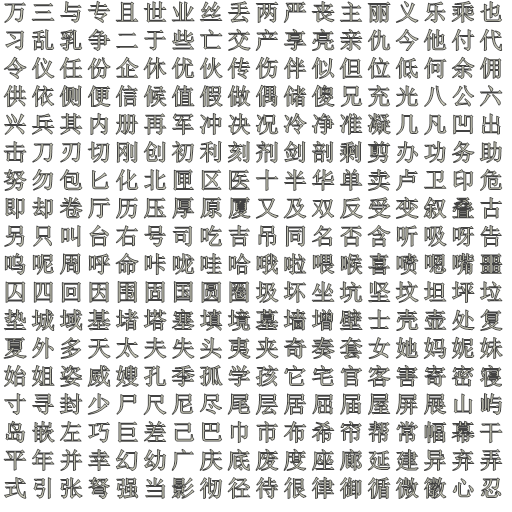 万三与专且世业丝丢两严丧主丽义乐乘也
习乱乳争二于些亡交产享亮亲仇今他付代
令仪任份企休优伙传伤伴似但位低何余佣
供依侧便信候值假做偶储傻兄充光八公六
兴兵其内册再军冲决况冷净准凝几凡凹出
击刀刃切刚创初利刻剂剑剖剩剪办功务助
努勿包匕化北匣区医十半华单卖卢卫印危
即却卷厅历压厚原厦又及双反受变叙叠古
另只叫台右号司吃吉吊同名否含听吸呀告
呜呢周呼命咔咙哇哈哦啦喂喉喜喷嗯嘴噩
囚四回因围固国圆圈圾坏坐坑坚坟坦坪垃
垫城域基堵塔塞填境墓墙增壁士壳壶处复
夏外多天太夫失头夷夹奇奏套女她妈妮妹
始姐姿威嫂孔季孤学孩它宅官客害寄密寝
寸寻封少尸尺尼尽尾层居屈届屋屏展山屿
岛嵌左巧巨差己巴巾市布希帘帮常幅幕干
平年并幸幻幼广庆底废度座廊延建异弃弄
式引张弩强当影彻径待很律御循微徽心忍